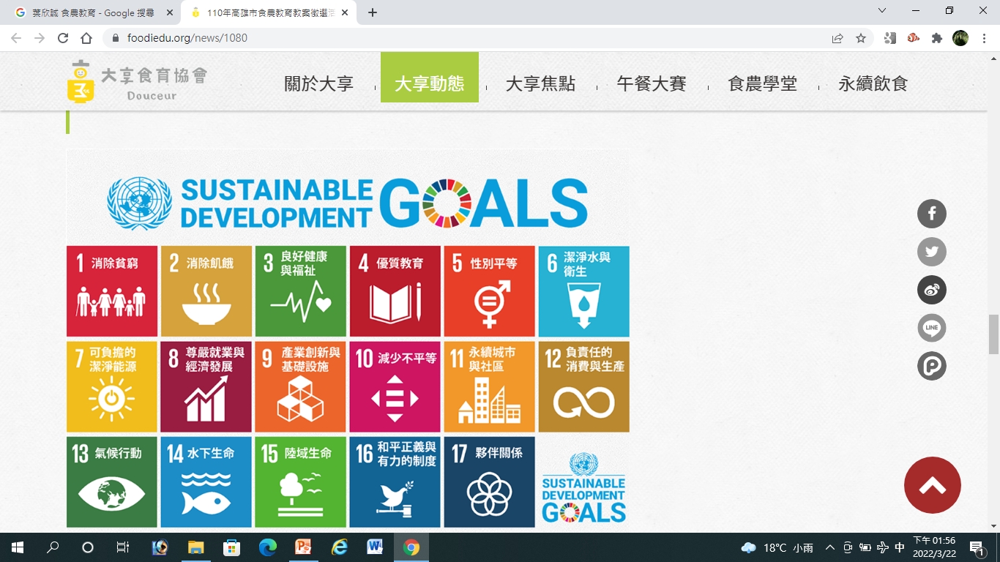 葉欣誠 食農教育 - Google 搜尋
110年高雄市食農教育教案徵選活
foodiedu.org/news/1080
大享食育協會
Douceur
關於大享
大享動態
大享焦點
午餐大賽
食農學堂
永續飲食
SUSTAINABLE
DEVELOPMENT
GOALS
1 消除貧窮
2 消除飢餓
3 良好健康
與福祉
4 優質教育
5 性別平等
6 潔淨水與
衛生
7 可負擔的
潔淨能源
8 尊嚴就業與
經濟發展
9 產業創新與
基礎設施
10 減少不平等
11 永續城市
與社區
12 負責任的
消費與生產
13 氣候行動
14 水下生命
15 陸域生命
16 和平正義與
有力的制度
17 夥伴關係
SUSTAINABLE
DEVELOPMENT
GOALS
LINE
18°C 小雨
中
下午 01:56
2022/3/22
1